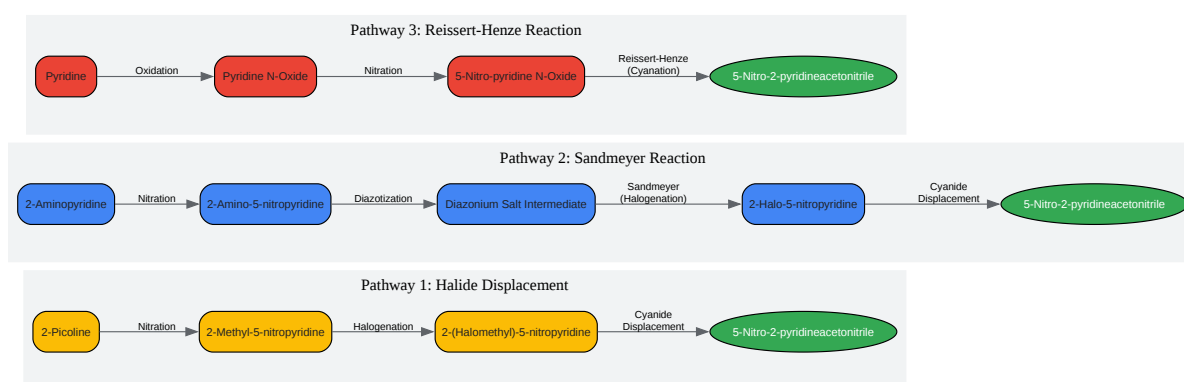 Pathway 3: Reissert-Henze Reaction
Pyridine
Oxidation
Pyridine N-Oxide
Nitration
5-Nitro-pyridine N-Oxide
Reissert-Henze
(Cyanation)
5-Nitro-2-pyridineacetonitrile
Pathway 2: Sandmeyer Reaction
2-Aminopyridine
Nitration
2-Amino-5-nitropyridine
Diazotization
Diazonium Salt Intermediate
Sandmeyer
(Halogenation)
2-Halo-5-nitropyridine
Cyanide
Displacement
5-Nitro-2-pyridineacetonitrile
Pathway 1: Halide Displacement
2-Picoline
Nitration
2-Methyl-5-nitropyridine
Halogenation
2-(Halomethyl)-5-nitropyridine
Cyanide
Displacement
5-Nitro-2-pyridineacetonitrile